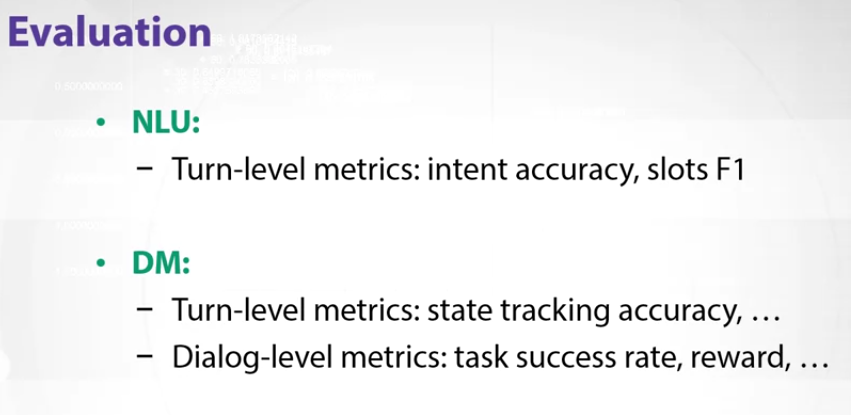 Evaluation
• NLU:
– Turn-level metrics: intent accuracy, slots F1
• DM:
– Turn-level metrics: state tracking accuracy, …
– Dialog-level metrics: task success rate, reward, …